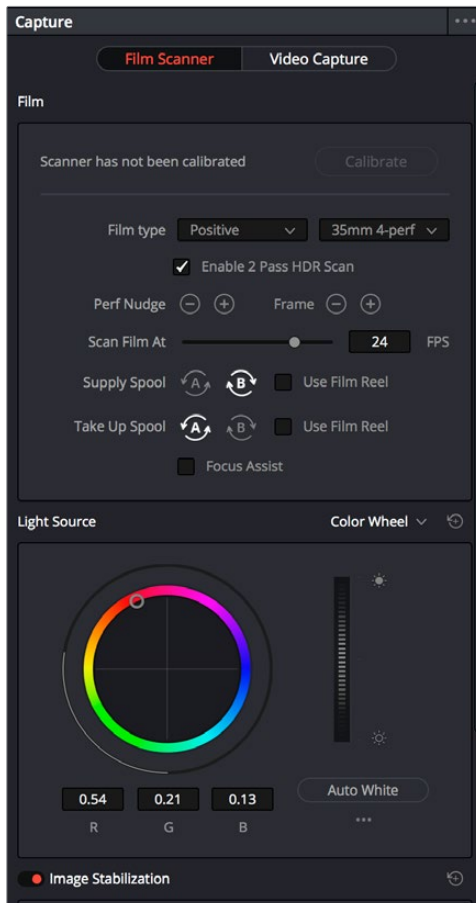 Capture
Film Scanner Video Capture
Film
Scanner has not been calibrated Calibrate
Film type Positive 35mm 4-perf
Enable 2 Pass HDR Scan
Perf Nudge Frame
Scan Film At 24 FPS
Supply Spool A B Use Film Reel
Take Up Spool A B Use Film Reel
Focus Assist
Light Source Color Wheel
0.54 0.21 0.13 Auto White
R G B
Image Stabilization